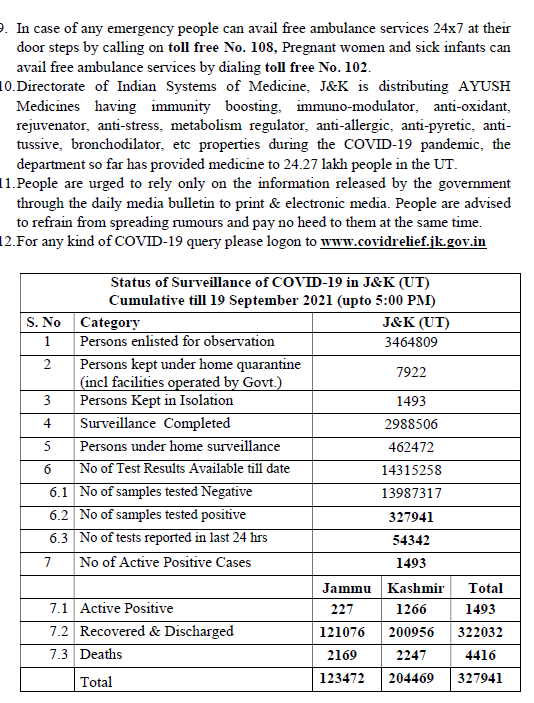 9. In case of any emergency people can avail free ambulance services 24x7 at their
door steps by calling on toll free No. 108, Pregnant women and sick infants can
avail free ambulance services by dialing toll free No. 102.
10.Directorate of Indian Systems of Medicine, J&K is distributing AYUSH
Medicines having immunity boosting, immuno-modulator, anti-oxidant,
rejuvenator, anti-stress, metabolism regulator, anti-allergic, anti-pyretic, anti-
tussive, bronchodilator, etc properties during the COVID-19 pandemic, the
department so far has provided medicine to 24.27 lakh people in the UT.
11.People are urged to rely only on the information released by the government
through the daily media bulletin to print & electronic media. People are advised
to refrain from spreading rumours and pay no heed to them at the same time.
12.For any kind of COVID-19 query please logon to www.covidrelief.jk.gov.in
Status of Surveillance of COVID-19 in J&K (UT)
Cumulative till 19 September 2021 (upto 5:00 PM)
S. No Category J&K (UT)
1 Persons enlisted for observation 3464809
2 Persons kept under home quarantine
(incl facilities operated by Govt.) 7922
3 Persons Kept in Isolation 1493
4 Surveillance Completed 2988506
5 Persons under home surveillance 462472
6 No of Test Results Available till date 14315258
6.1 No of samples tested Negative 13987317
6.2 No of samples tested positive 327941
6.3 No of tests reported in last 24 hrs 54342
7 No of Active Positive Cases 1493
Jammu Kashmir Total
7.1 Active Positive 227 1266 1493
7.2 Recovered & Discharged 121076 200956 322032
7.3 Deaths 2169 2247 4416
Total 123472 204469 327941